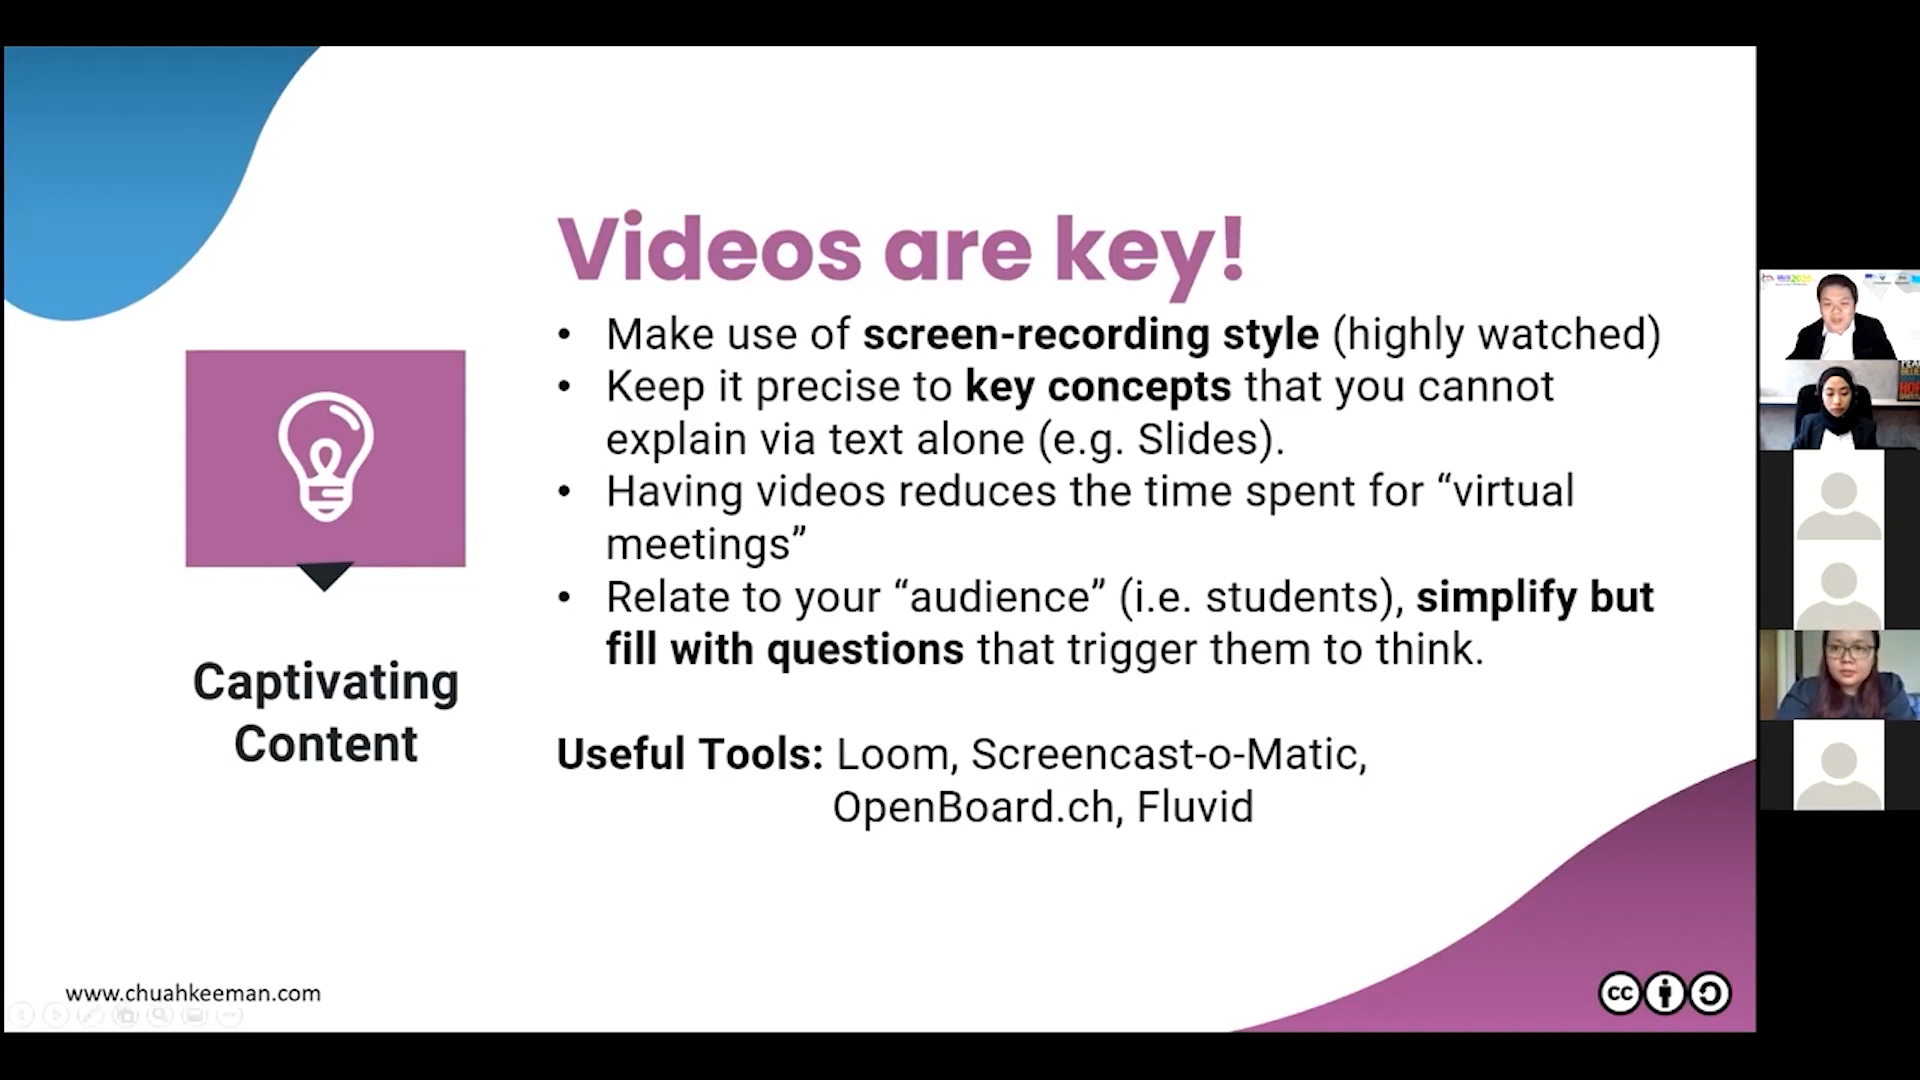 Videos are key!
• Make use of screen-recording style (highly watched)
• Keep it precise to key concepts that you cannot
explain via text alone (e.g. Slides).
• Having videos reduces the time spent for “virtual
meetings”
• Relate to your “audience” (i.e. students), simplify but
fill with questions that trigger them to think.
Captivating
Content
Useful Tools: Loom, Screencast-o-Matic,
OpenBoard.ch, Fluvid
www.chuahkeeman.com
cc